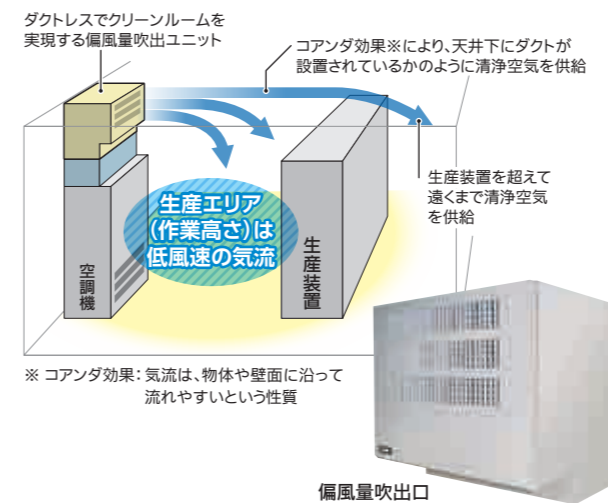 ダクトレスでクリーンルームを
実現する偏風量吹出ユニット
コアンダ効果※により、天井下にダクトが
設置されているかのように清浄空気を供給
生産装置を超えて
遠くまで清浄空気
を供給
生産エリア
(作業高さ)は
低風速の気流
空調機
生産装置
※ コアンダ効果：気流は、物体や壁面に沿って
流れやすいという性質
偏風量吹出口